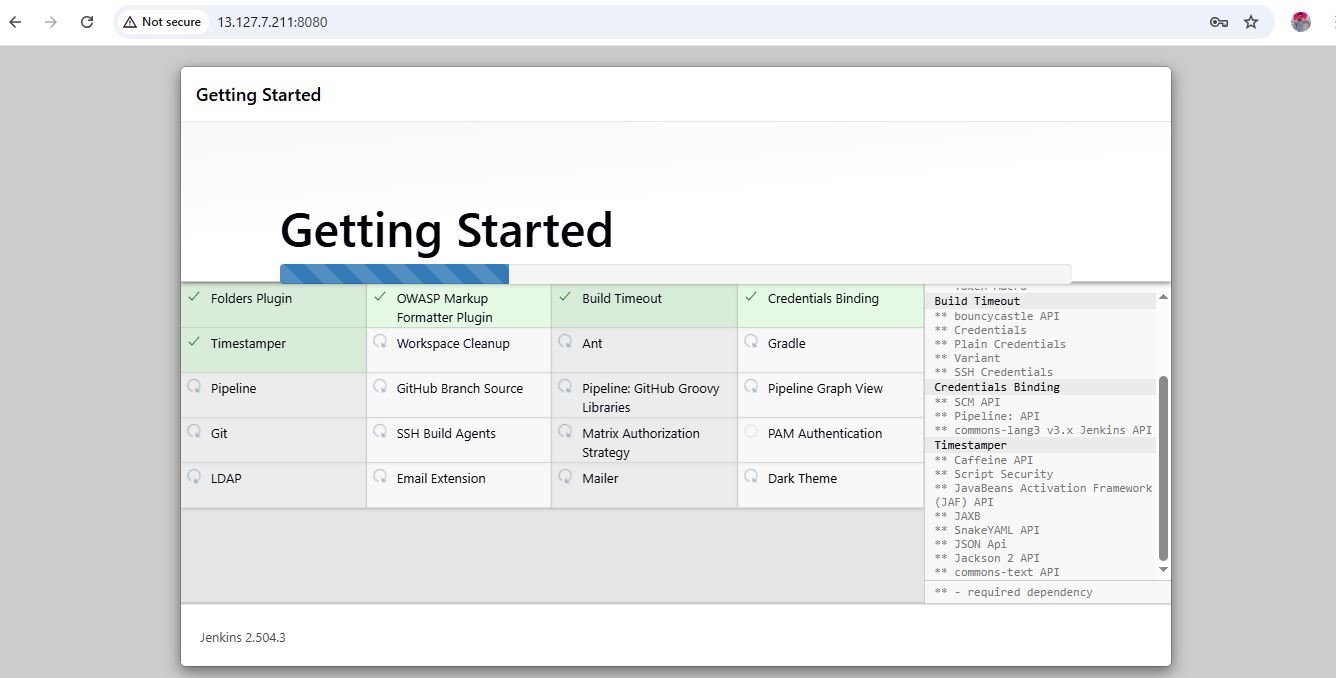 Not secure
13.127.7.211:8080
Getting Started
Getting Started
Folders Plugin
OWASP Markup
Formatter Plugin
Build Timeout
Credentials Binding
Timestamper
Workspace Cleanup
Ant
Gradle
Pipeline
GitHub Branch Source
Pipeline: GitHub Groovy
Libraries
Pipeline Graph View
Git
SSH Build Agents
Matrix Authorization
Strategy
PAM Authentication
LDAP
Email Extension
Mailer
Dark Theme
Build Timeout
** bouncycastle API
** Credentials
** Plain Credentials
** Variant
** SSH Credentials
Credentials Binding
** SCM API
** Pipeline: API
** commons-lang3 v3.x Jenkins API
Timestamper
** Caffeine API
** Script Security
** JavaBeans Activation Framework
(JAF) API
** JAXB
** SnakeYAML API
** JSON Api
** Jackson 2 API
** commons-text API
** - required dependency
Jenkins 2.504.3